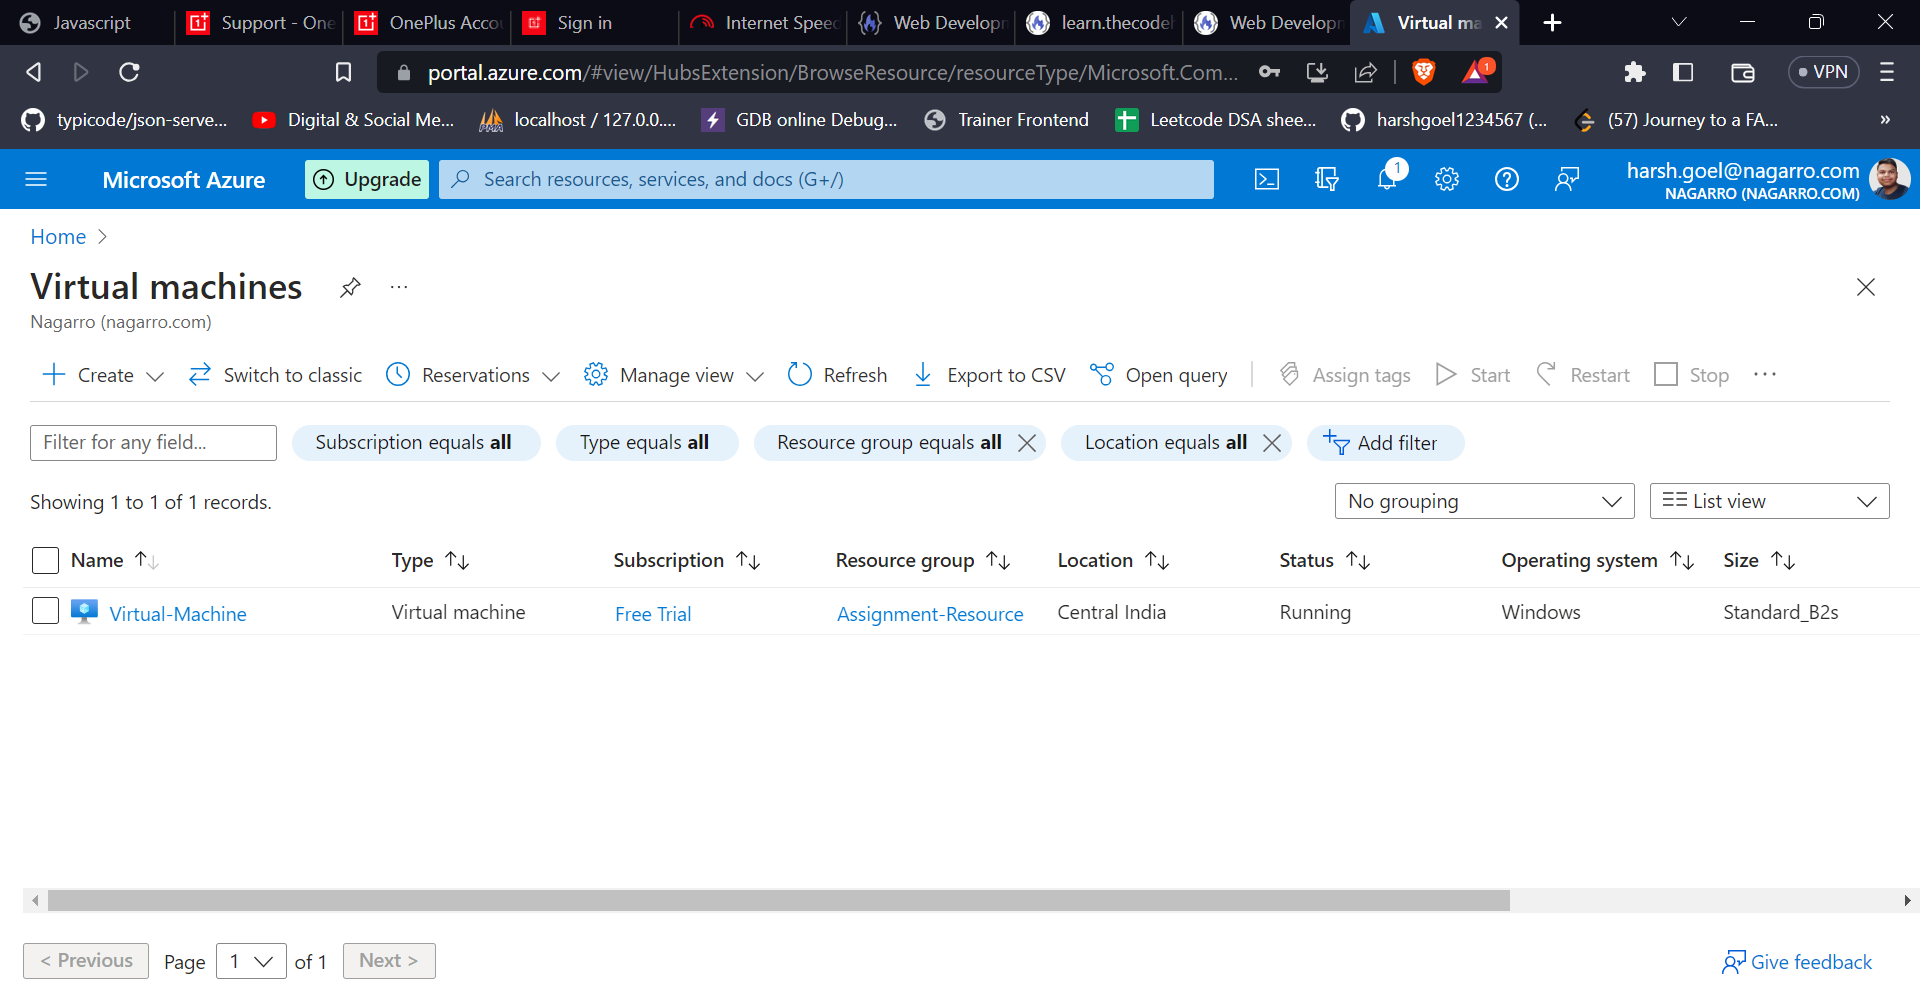 Javascript
Support - One
OnePlus Accou
Sign in
Internet Speed
Web Developm
learn.thecodeh
Web Developm
Virtual ma
portal.azure.com/#view/HubsExtension/BrowseResource/resourceType/Microsoft.Com...
1
VPN
typicode/json-serve...
Digital & Social Me...
PMA
localhost / 127.0.0....
GDB online Debug...
Trainer Frontend
Leetcode DSA shee...
harshgoel1234567 (...
(57) Journey to a FA...
»
Microsoft Azure
Upgrade
Search resources, services, and docs (G+/)
1
harsh.goel@nagarro.com
NAGARRO (NAGARRO.COM)
Home >
Virtual machines
...
Nagarro (nagarro.com)
Create
Switch to classic
Reservations
Manage view
Refresh
Export to CSV
Open query
Assign tags
Start
Restart
Stop
...
Filter for any field...
Subscription equals all
Type equals all
Resource group equals all
Location equals all
Add filter
Showing 1 to 1 of 1 records.
No grouping
List view
Name
Type
Subscription
Resource group
Location
Status
Operating system
Size
Virtual-Machine
Virtual machine
Free Trial
Assignment-Resource
Central India
Running
Windows
Standard_B2s
< Previous
Page 1 of 1
Next >
Give feedback